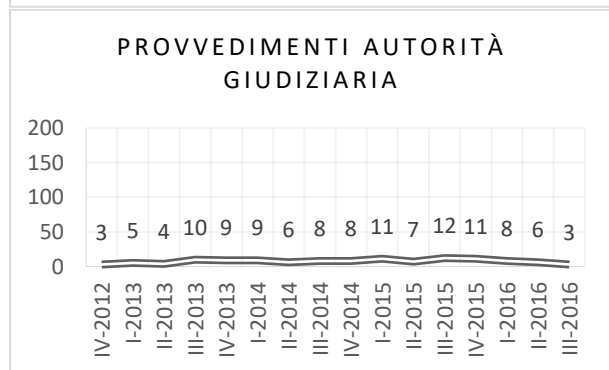 PROVVEDIMENTI AUTORITÀ
GIUDIZIARIA
200
150
100
50
0
3 5 4 10 9 9 6 8 8 11 7 12 11 8 6 3
IV-2012
I-2013
II-2013
III-2013
IV-2013
I-2014
II-2014
III-2014
IV-2014
I-2015
II-2015
III-2015
IV-2015
I-2016
II-2016
III-2016